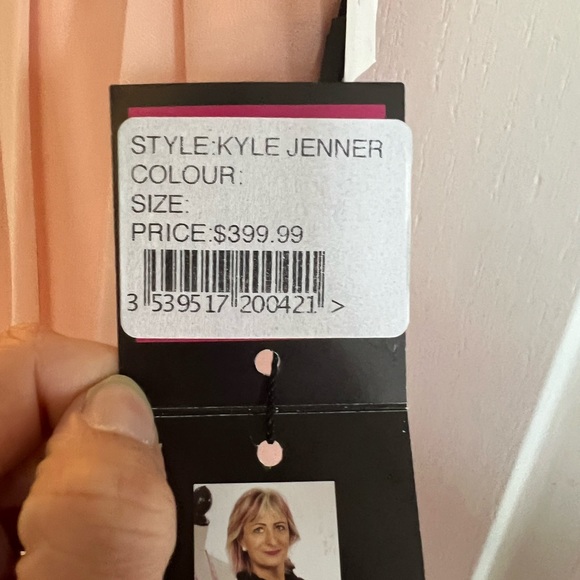 STYLE:KYLE JENNER
COLOUR:
SIZE:
PRICE:$399.99
3 539517 200421 >